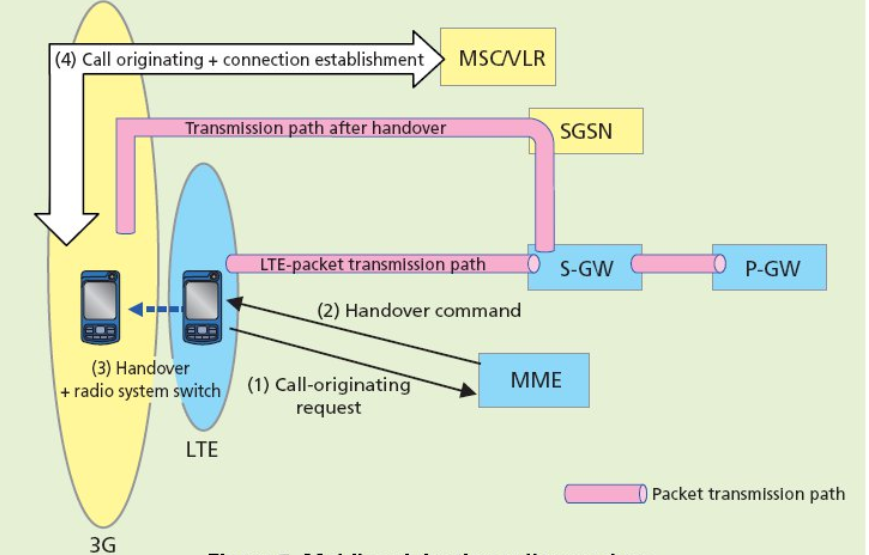 (4) Call originating + connection establishment
MSC/VLR
Transmission path after handover
SGSN
LTE-packet transmission path
S-GW
P-GW
(2) Handover command
(3) Handover
+ radio system switch
(1) Call-originating
request
MME
LTE
Packet transmission path
3G